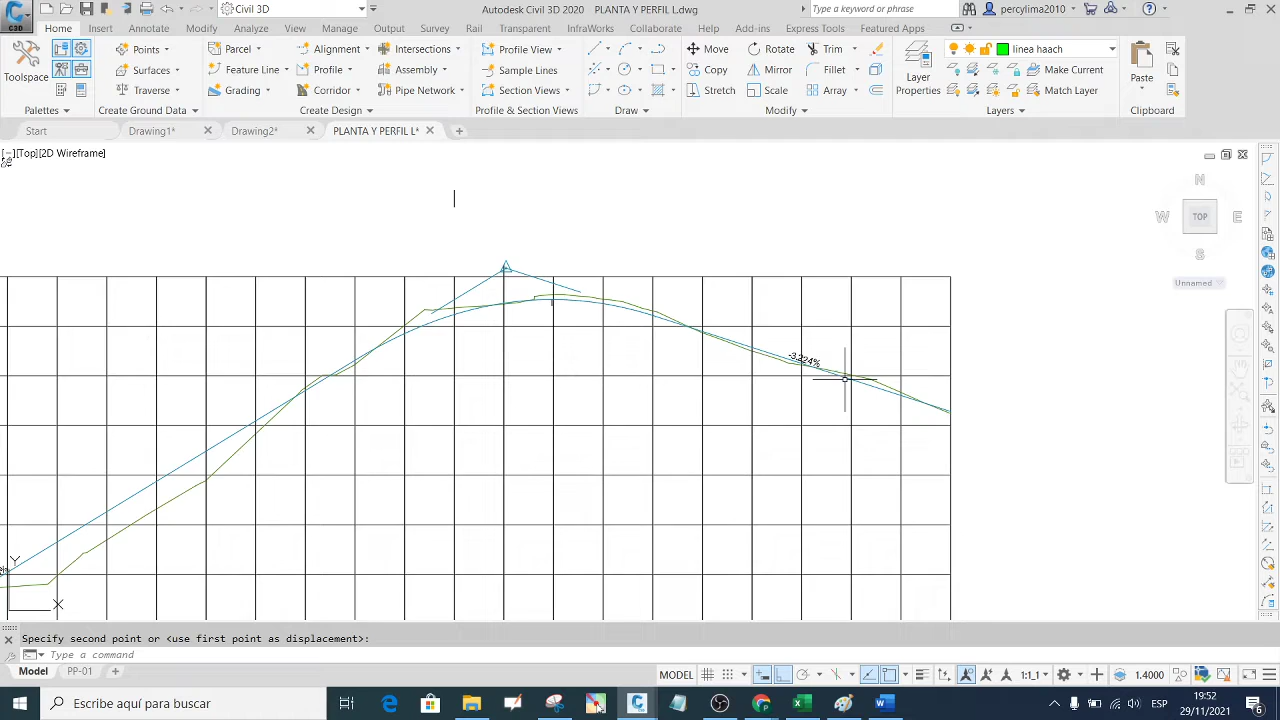 C3D
Civil 3D
Autodesk Civil 3D 2020 PLANTA Y PERFIL L.dwg
Type a keyword or phrase
percylima2010
Home Insert Annotate Modify Analyze View Manage Output Survey Rail Transparent InfraWorks Collaborate Help Add-ins Express Tools Featured Apps
Toolspace
Palettes
Points
Surfaces
Traverse
Create Ground Data
Parcel
Feature Line
Grading
Alignment
Profile
Corridor
Intersections
Assembly
Pipe Network
Create Design
Profile View
Sample Lines
Section Views
Profile & Section Views
Draw
Move
Copy
Stretch
Rotate
Mirror
Scale
Trim
Fillet
Array
Modify
Layer
Properties
linea haach
Make Current
Match Layer
Layers
Paste
Clipboard
Start Drawing1* Drawing2* PLANTA Y PERFIL L*
[–][Top][2D Wireframe]
N
W TOP E
S
Unnamed
-3.224%
Y
X
Specify second point or <use first point as displacement>:
Type a command
Model PP-01
MODEL
1:1
1.4000
Escribe aquí para buscar
ESP
19:52
29/11/2021